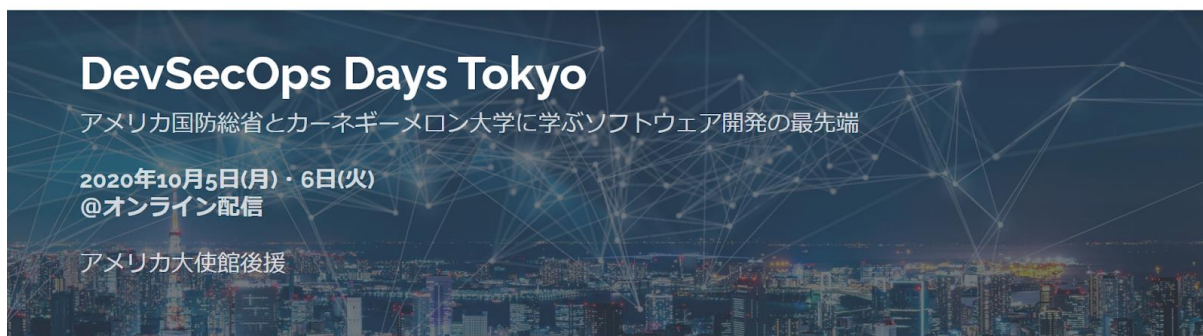 DevSecOps Days Tokyo
アメリカ国防総省とカーネギーメロン大学に学ぶソフトウェア開発の最先端
2020年10月5日(月)・6日(火)
@オンライン配信
アメリカ大使館後援